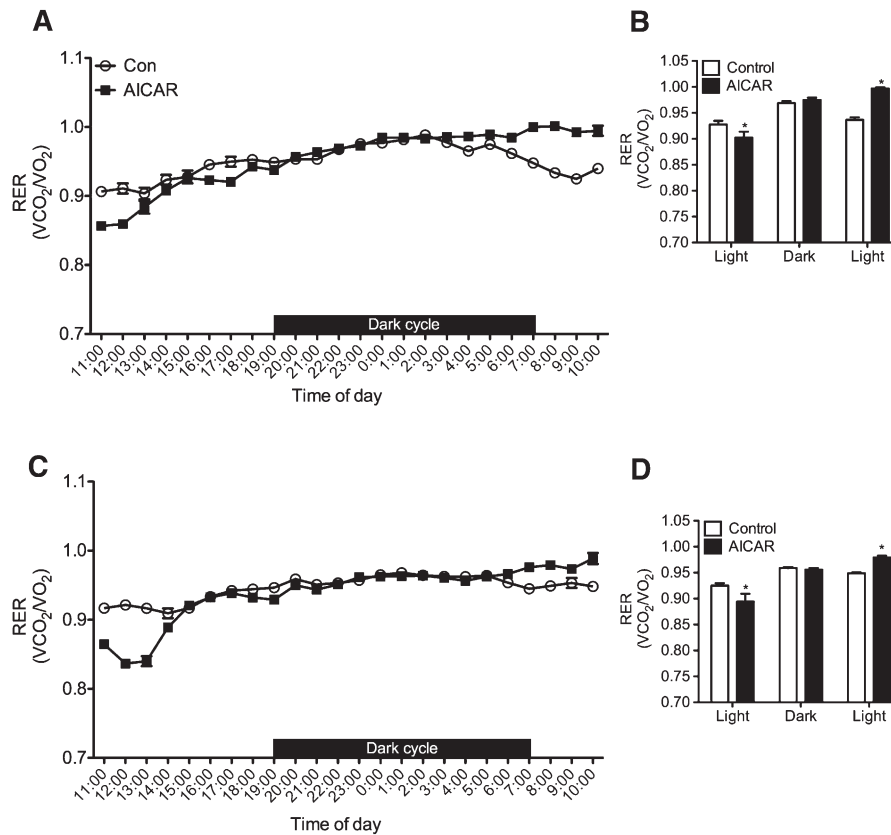 A
1.1
1.0
0.9
0.8
0.7
RER
(VCO2/VO2)
Con
AICAR
Dark cycle
11:00
12:00
13:00
14:00
15:00
16:00
17:00
18:00
19:00
20:00
21:00
22:00
23:00
0:00
1:00
2:00
3:00
4:00
5:00
6:00
7:00
8:00
9:00
10:00
Time of day
B
1.05
1.00
0.95
0.90
0.85
0.80
0.75
0.70
RER
(VCO2/VO2)
Control
AICAR
*
*
Light
Dark
Light
C
1.1
1.0
0.9
0.8
0.7
RER
(VCO2/VO2)
Dark cycle
11:00
12:00
13:00
14:00
15:00
16:00
17:00
18:00
19:00
20:00
21:00
22:00
23:00
0:00
1:00
2:00
3:00
4:00
5:00
6:00
7:00
8:00
9:00
10:00
Time of day
D
1.05
1.00
0.95
0.90
0.85
0.80
0.75
0.70
RER
(VCO2/VO2)
Control
AICAR
*
*
Light
Dark
Light